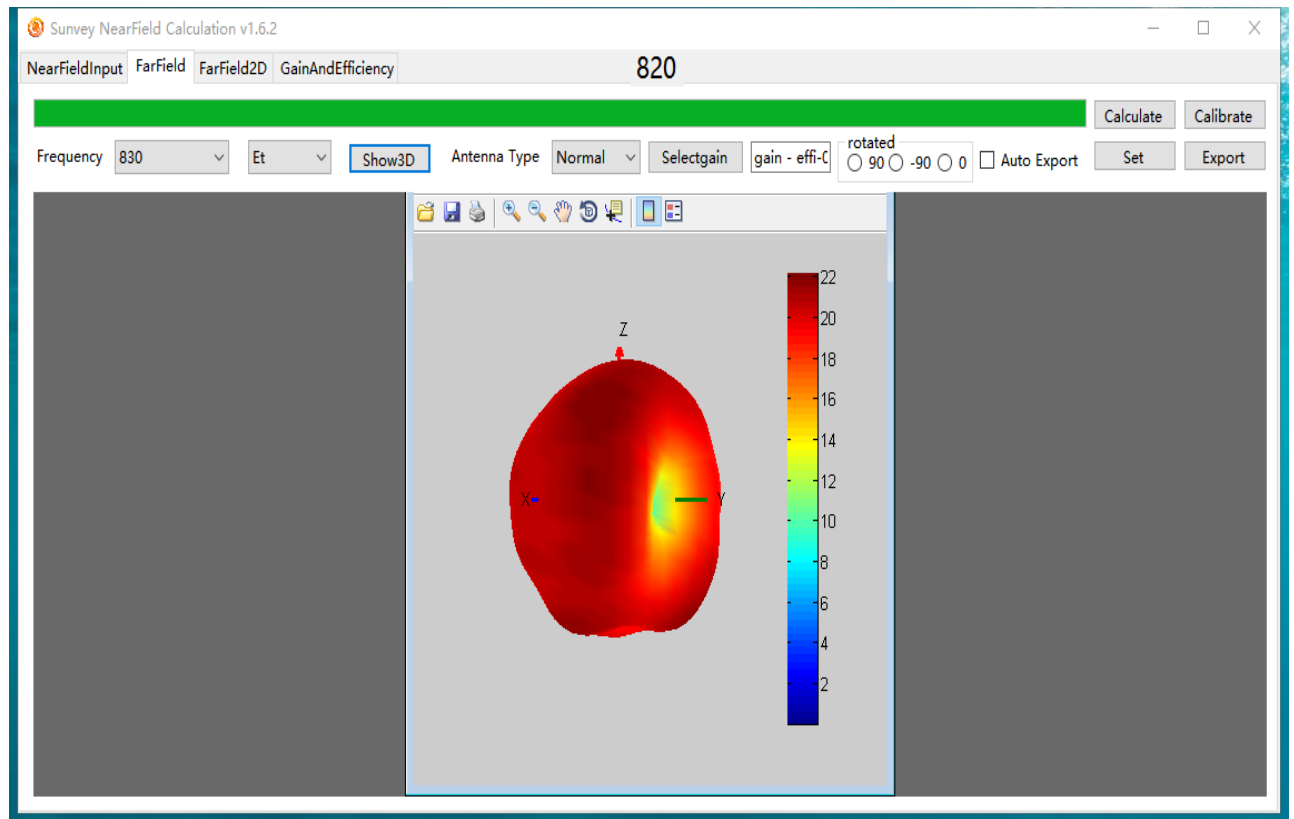 Sunvey NearField Calculation v1.6.2
NearFieldInput FarField FarField2D GainAndEfficiency 820
Calculate Calibrate
Frequency 830 Et Show3D Antenna Type Normal Selectgain gain - effi-C rotated 90 -90 0 Auto Export Set Export
Z
X
Y
22
20
18
16
14
12
10
8
6
4
2